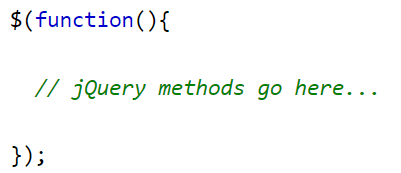 $(function(){
// jQuery methods go here...
});